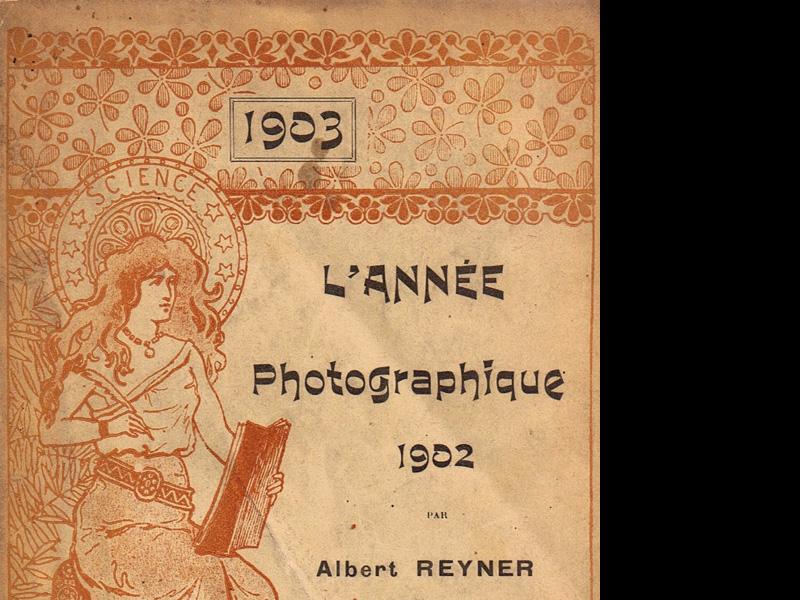 1903
SCIENCE
L'ANNÉE
Photographique
1902
PAR
Albert REYNER